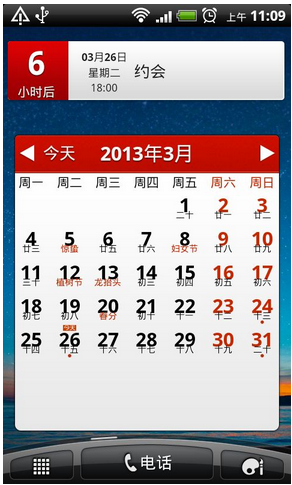 上午 11:09
6
小时后
03月26日
星期二
18:00
约会
今天 2013年3月
周一 周二 周三 周四 周五 周六 周日
1 2 3
二十 廿一 廿二
4 5 6 7 8 9 10
廿三 惊蛰 廿五 廿六 妇女节 廿八 廿九
11 12 13 14 15 16 17
三十 植树节 龙抬头 初三 初四 初五 初六
18 19 20 21 22 23 24
初七 初八 春分 初十 十一 十二 十三
今天
25 26 27 28 29 30 31
十四 十五 十六 十七 十八 十九 二十
电话